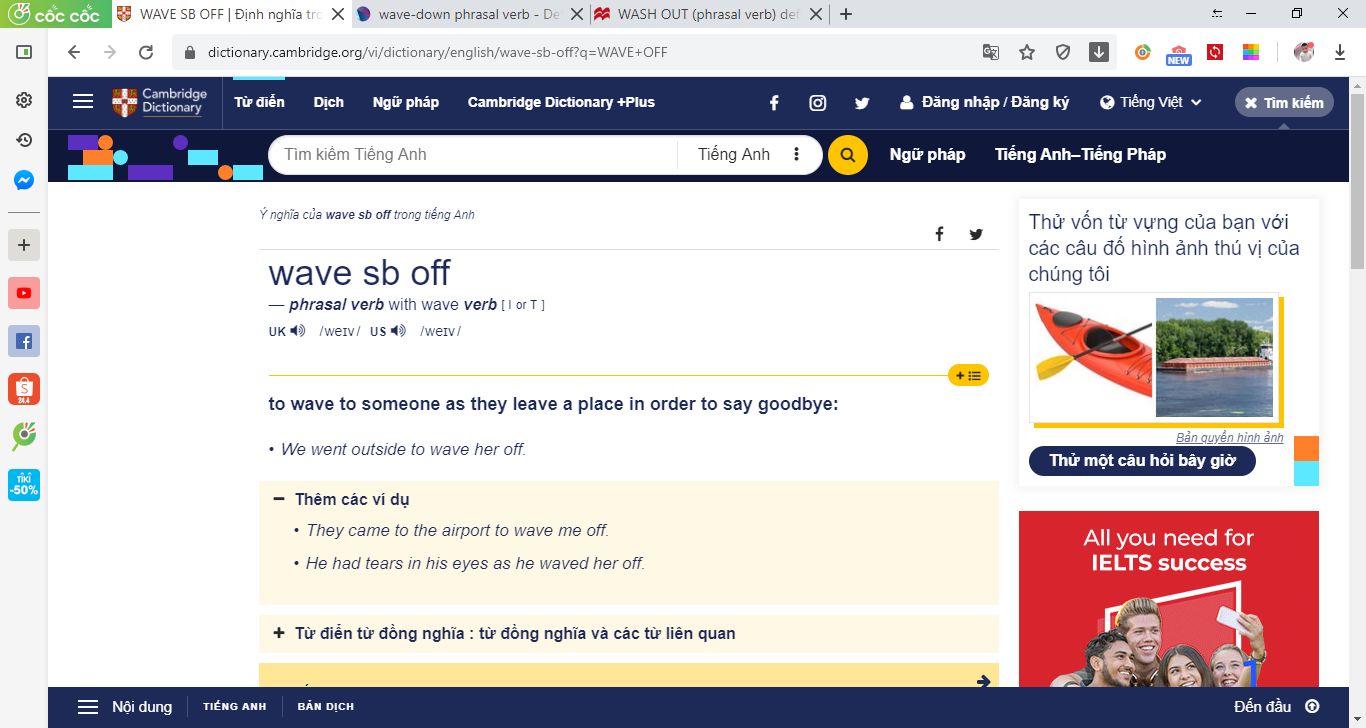 cốc cốc
WAVE SB OFF | Định nghĩa tro
wave-down phrasal verb - De
WASH OUT (phrasal verb) def
dictionary.cambridge.org/vi/dictionary/english/wave-sb-off?q=WAVE+OFF
NEW
Cambridge
Dictionary
Từ điển
Dịch
Ngữ pháp
Cambridge Dictionary +Plus
Đăng nhập / Đăng ký
Tiếng Việt
Tìm kiếm
Tìm kiếm Tiếng Anh
Tiếng Anh
Ngữ pháp
Tiếng Anh–Tiếng Pháp
Ý nghĩa của wave sb off trong tiếng Anh
wave sb off
— phrasal verb with wave verb [ I or T ]
UK /weɪv/ US /weɪv/
to wave to someone as they leave a place in order to say goodbye:
• We went outside to wave her off.
Thêm các ví dụ
• They came to the airport to wave me off.
• He had tears in his eyes as he waved her off.
Từ điển từ đồng nghĩa : từ đồng nghĩa và các từ liên quan
Thử vốn từ vựng của bạn với
các câu đố hình ảnh thú vị của
chúng tôi
Bản quyền hình ảnh
Thử một câu hỏi bây giờ
All you need for
IELTS success
24.4
TIKI
-50%
Nội dung
TIẾNG ANH
BẢN DỊCH
Đến đầu